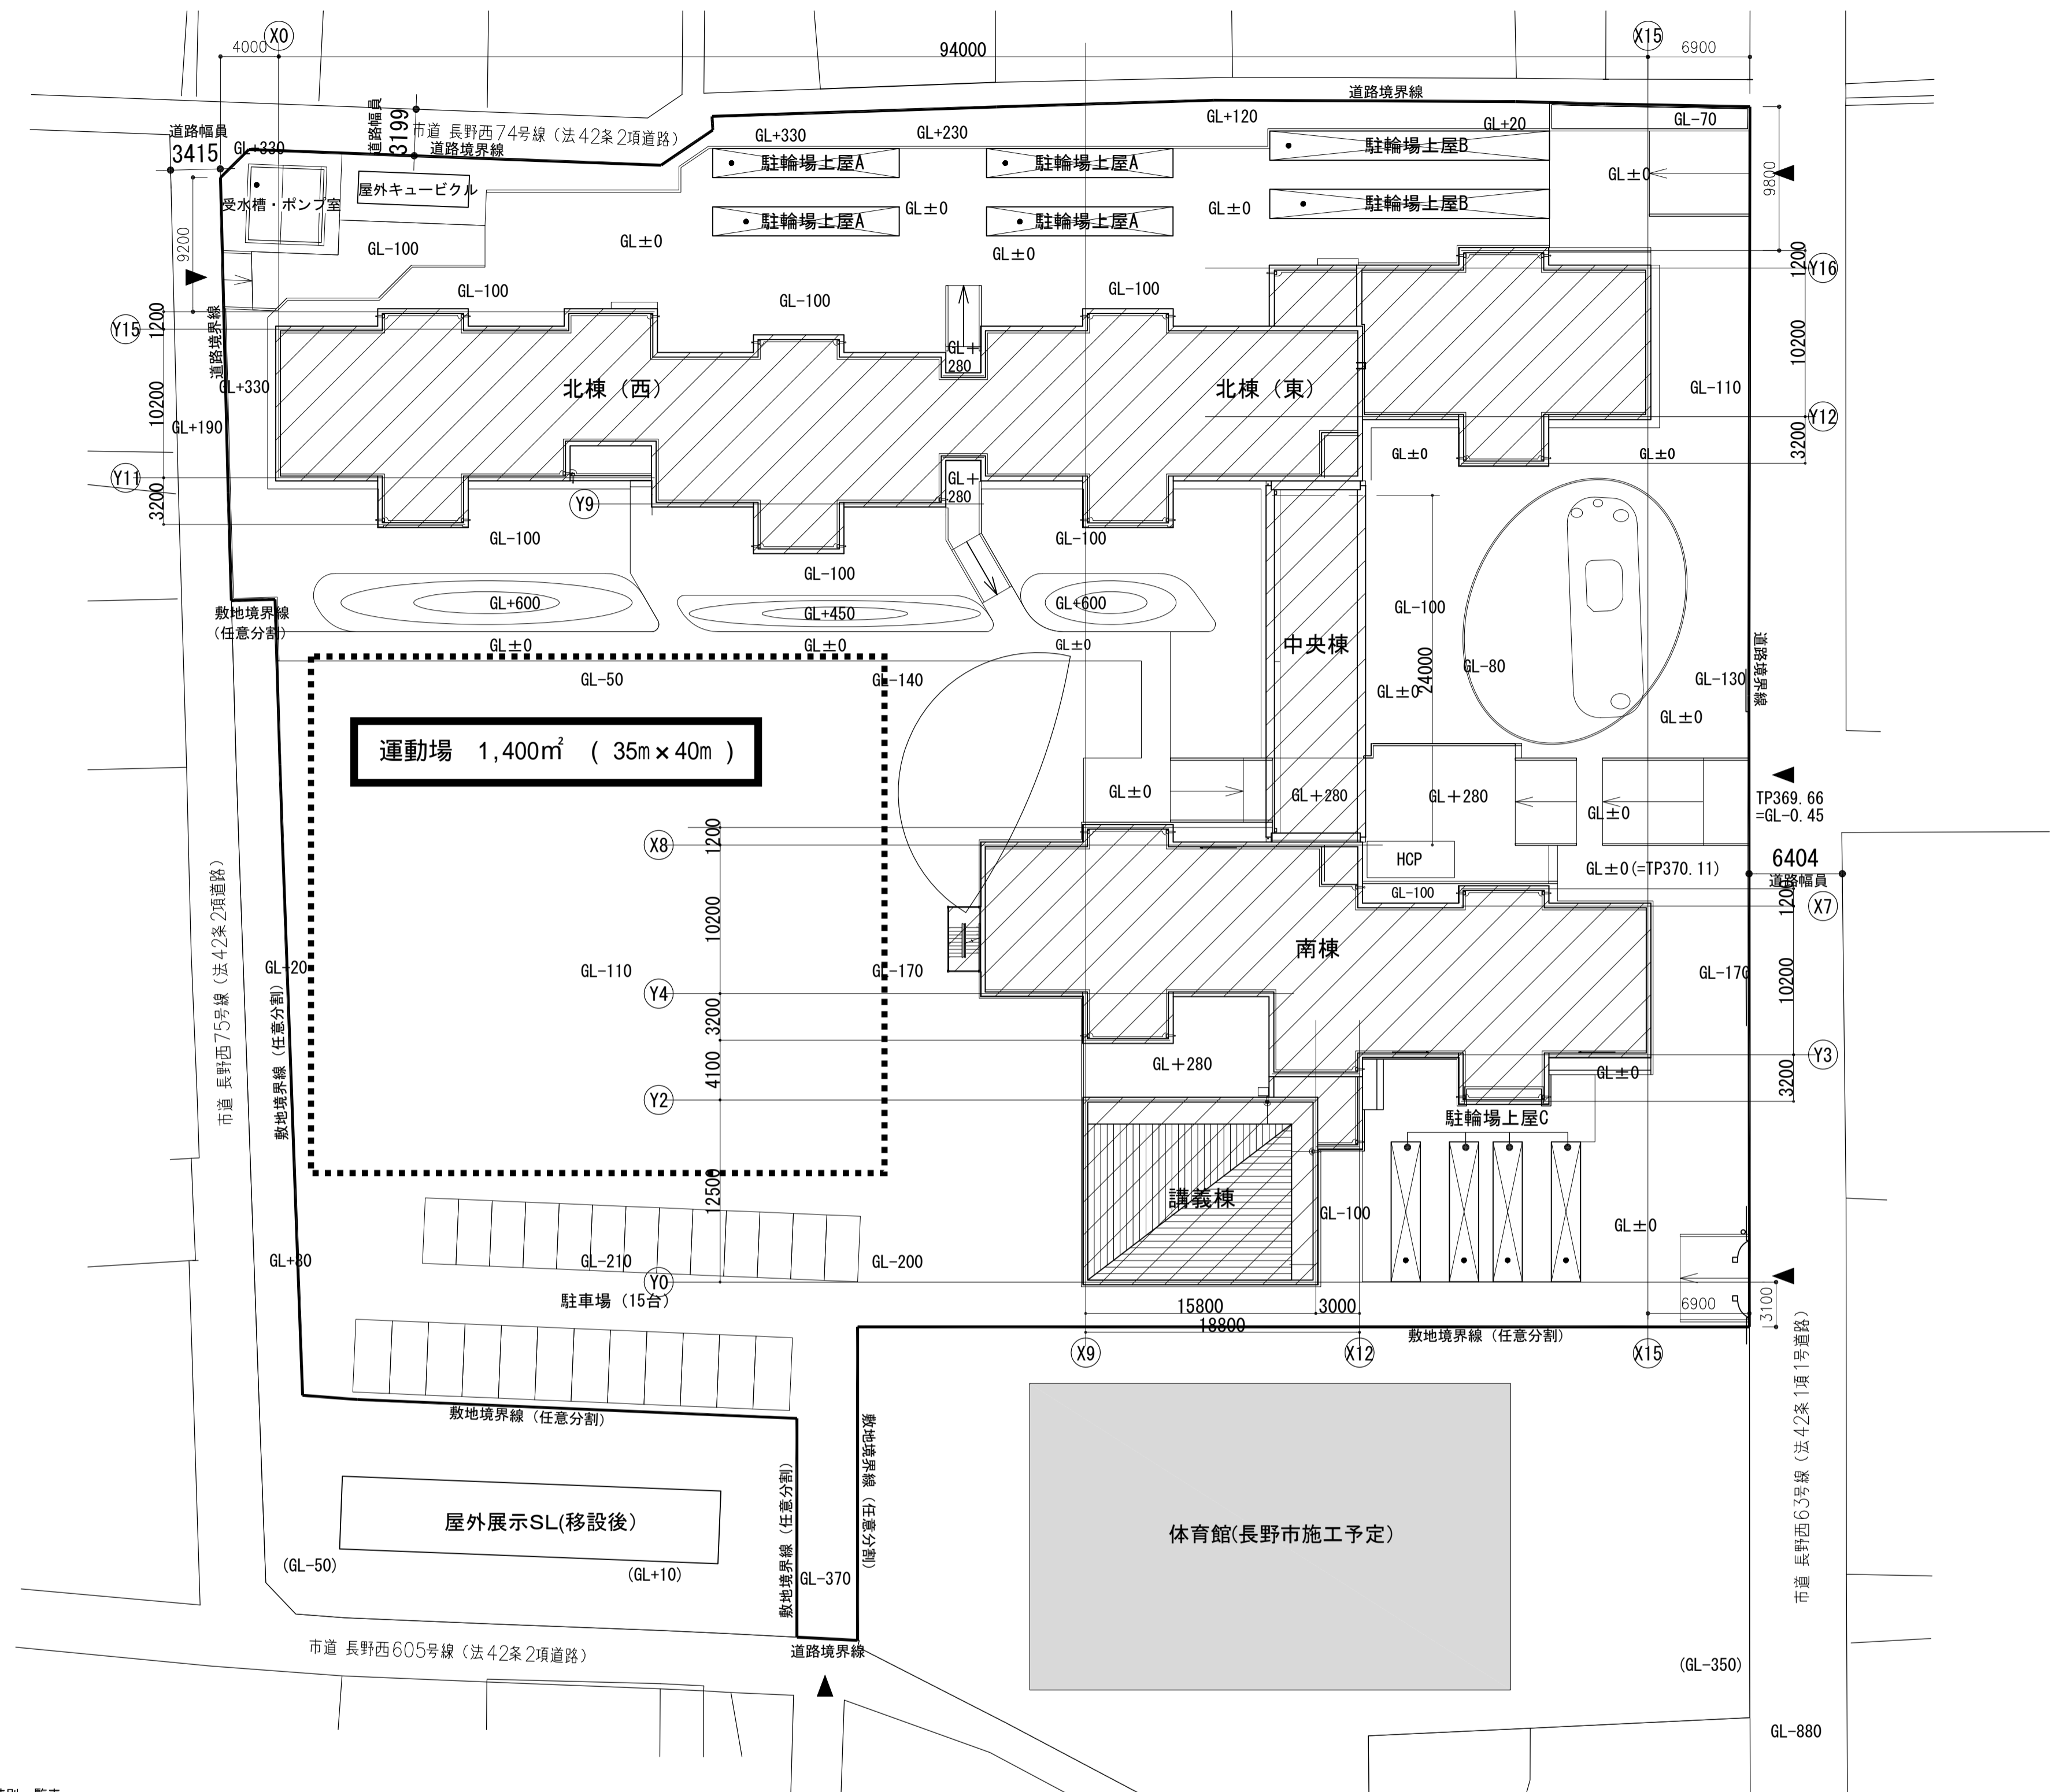 X0
X15
4000
94000
6900
道路境界線
道路幅員
3415
GL+330
道路幅員
3199
市道 長野西74号線（法42条2項道路）
道路境界線
GL+330
GL+230
GL+120
GL+20
GL-70
受水槽・ポンプ室
屋外キュービクル
駐輪場上屋A
駐輪場上屋A
駐輪場上屋B
駐輪場上屋A
駐輪場上屋A
駐輪場上屋B
GL±0
9800
9200
GL-100
GL±0
GL±0
GL±0
GL±0
GL-100
GL-100
GL-100
1200
Y16
Y15
1200
道路境界線
10200
GL+330
GL+190
北棟（西）
GL+
280
北棟（東）
10200
GL-110
Y12
3200
Y11
3200
Y9
GL+
280
GL±0
GL±0
GL-100
GL-100
GL-100
GL+600
GL+450
GL+600
敷地境界線
（任意分割）
GL±0
GL±0
GL±0
中央棟
24000
GL-100
GL-80
GL±0
GL-130
道路境界線
GL±0
GL-50
GL-140
運動場　1,400㎡　( 35m×40m )
GL±0
GL+280
GL+280
GL±0
TP369.66
=GL-0.45
X8
1200
HCP
GL±0(=TP370.11)
6404
道路幅員
GL-100
1200
X7
市道 長野西75号線（法42条2項道路）
10200
南棟
GL-20
GL-110
GL-170
GL-170
10200
敷地境界線（任意分割）
Y4
3200
4100
GL+280
Y3
GL±0
3200
Y2
駐輪場上屋C
12500
講義棟
GL-100
GL±0
GL+80
GL-210
GL-200
Y0
駐車場（15台）
15800
3000
18800
6900
3100
敷地境界線（任意分割）
X9
X12
X15
敷地境界線（任意分割）
敷地境界線（任意分割）
敷地境界線（任意分割）
市道 長野西63号線（法42条1項1号道路）
屋外展示SL(移設後)
体育館(長野市施工予定)
(GL-50)
(GL+10)
GL-370
市道 長野西605号線（法42条2項道路）
道路境界線
(GL-350)
GL-880